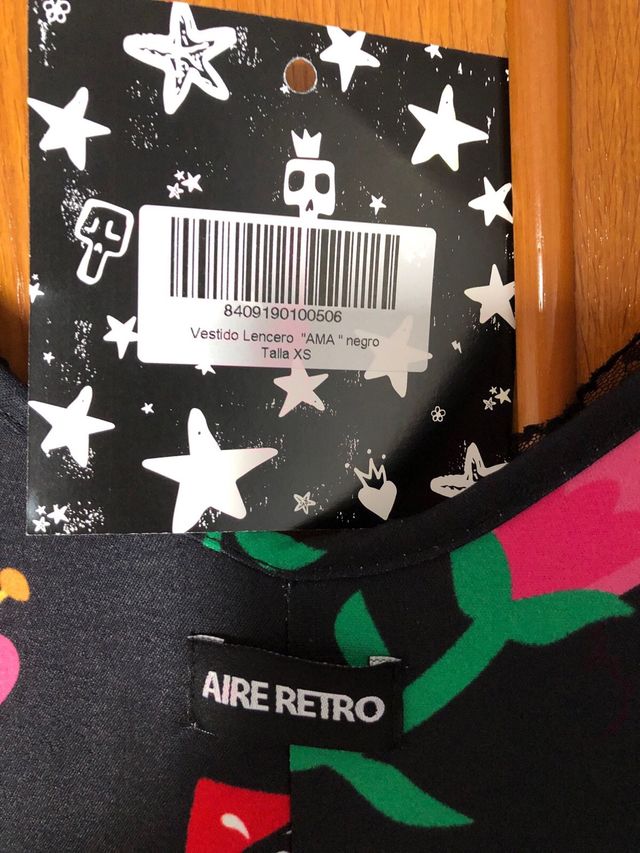 8409190100506
Vestido Lencero "AMA " negro
Talla XS
AIRE RETRO